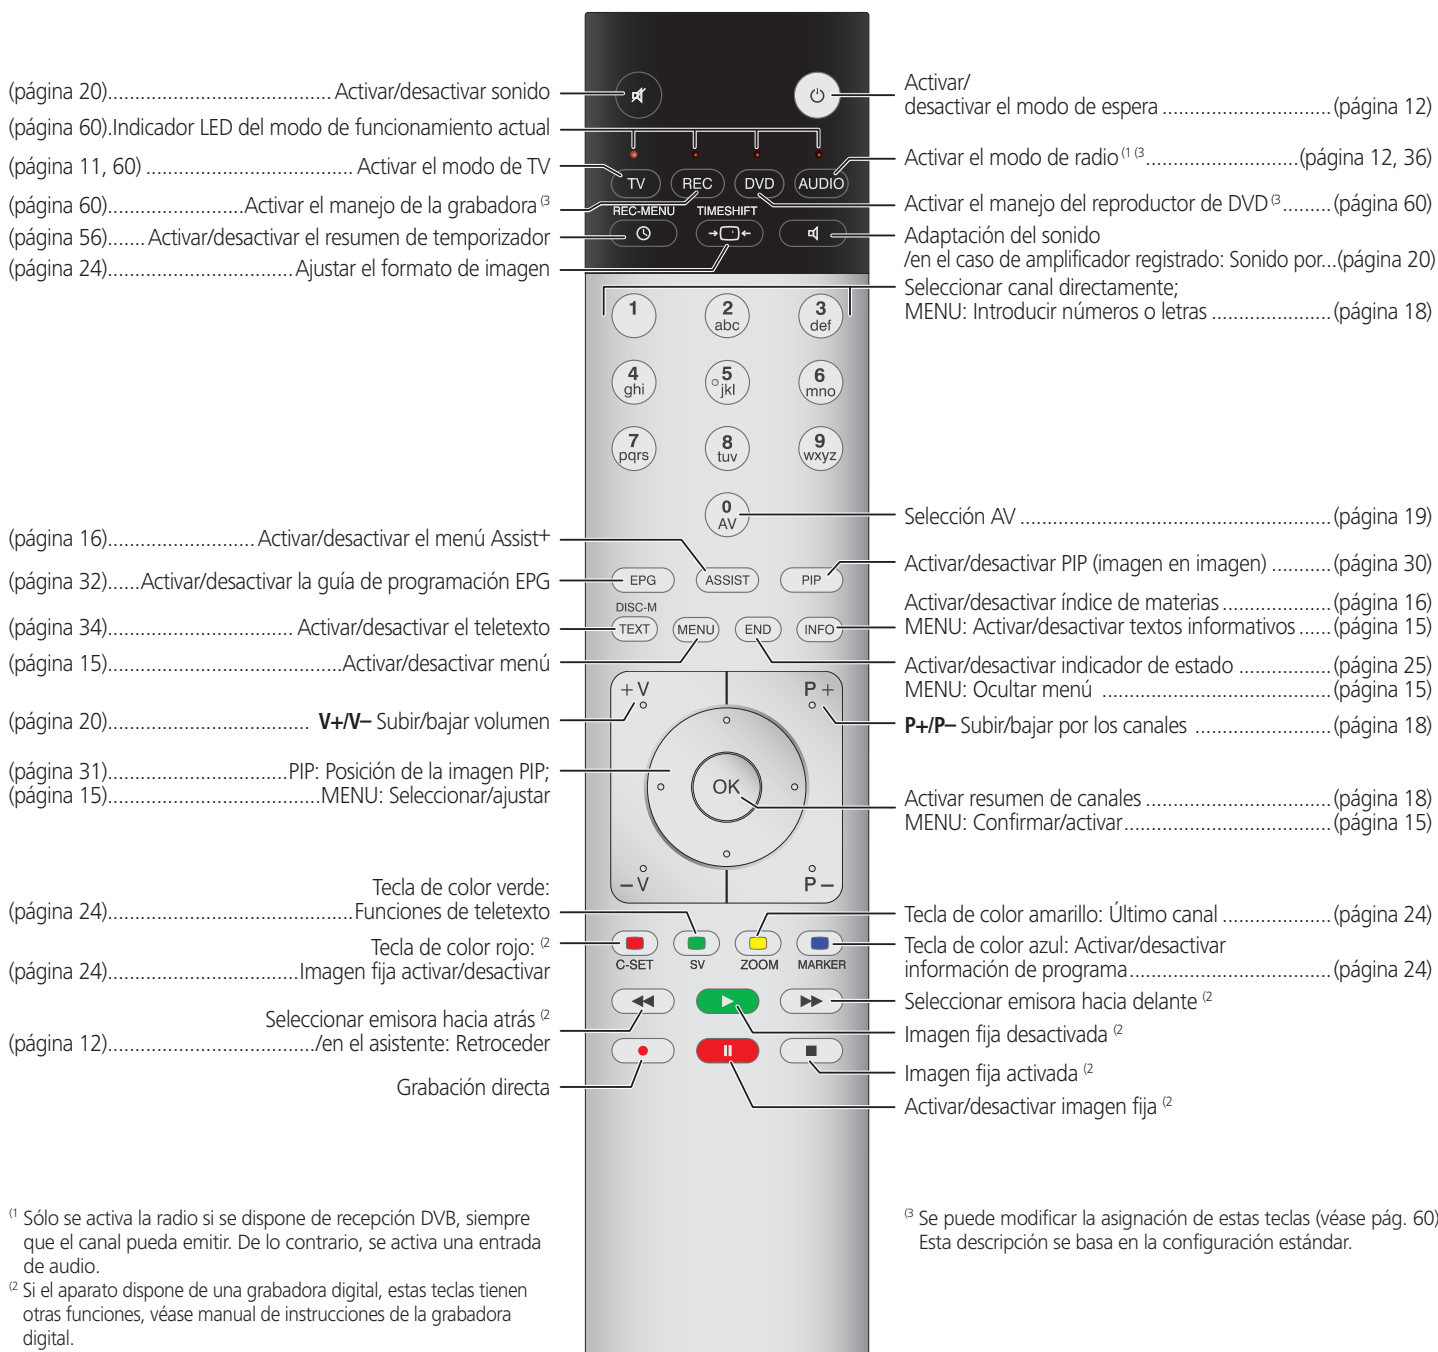 (página 20)....................................Activar/desactivar sonido
(página 60).Indicador LED del modo de funcionamiento actual
(página 11, 60) .................................Activar el modo de TV
(página 60)......................Activar el manejo de la grabadora (3
(página 56).......Activar/desactivar el resumen de temporizador
(página 24)..............................Ajustar el formato de imagen
(página 16)........................Activar/desactivar el menú Assist+
(página 32)......Activar/desactivar la guía de programación EPG
(página 34)..............................Activar/desactivar el teletexto
(página 15)......................................Activar/desactivar menú
(página 20).................................V+/V– Subir/bajar volumen
(página 31).............................PIP: Posición de la imagen PIP;
(página 15)..................................MENU: Seleccionar/ajustar
Tecla de color verde:
(página 24).......................................Funciones de teletexto
Tecla de color rojo: (2
(página 24)...............................Imagen fija activar/desactivar
Seleccionar emisora hacia atrás (2
(página 12)................................./en el asistente: Retroceder
Grabación directa
TV
REC
DVD
AUDIO
REC-MENU
TIMESHIFT
1
2
abc
3
def
4
ghi
5
jkl
6
mno
7
pqrs
8
tuv
9
wxyz
0
AV
EPG
ASSIST
PIP
DISC-M
TEXT
MENU
END
INFO
+ V
P +
OK
– V
P –
C-SET
SV
ZOOM
MARKER
Activar/
desactivar el modo de espera ...........................(página 12)
Activar el modo de radio (1 (3 .........................(página 12, 36)
Activar el manejo del reproductor de DVD (3 .........(página 60)
Adaptación del sonido
/en el caso de amplificador registrado: Sonido por...(página 20)
Seleccionar canal directamente;
MENU: Introducir números o letras ......................(página 18)
Selección AV ...................................................(página 19)
Activar/desactivar PIP (imagen en imagen) ...........(página 30)
Activar/desactivar índice de materias ...................(página 16)
MENU: Activar/desactivar textos informativos ......(página 15)
Activar/desactivar indicador de estado ................(página 25)
MENU: Ocultar menú .......................................(página 15)
P+/P– Subir/bajar por los canales .......................(página 18)
Activar resumen de canales ...............................(página 18)
MENU: Confirmar/activar...................................(página 15)
Tecla de color amarillo: Último canal ...................(página 24)
Tecla de color azul: Activar/desactivar
información de programa..................................(página 24)
Seleccionar emisora hacia delante (2
Imagen fija desactivada (2
Imagen fija activada (2
Activar/desactivar imagen fija (2
(1 Sólo se activa la radio si se dispone de recepción DVB, siempre
que el canal pueda emitir. De lo contrario, se activa una entrada
de audio.
(2 Si el aparato dispone de una grabadora digital, estas teclas tienen
otras funciones, véase manual de instrucciones de la grabadora
digital.
(3 Se puede modificar la asignación de estas teclas (véase pág. 60)
Esta descripción se basa en la configuración estándar.